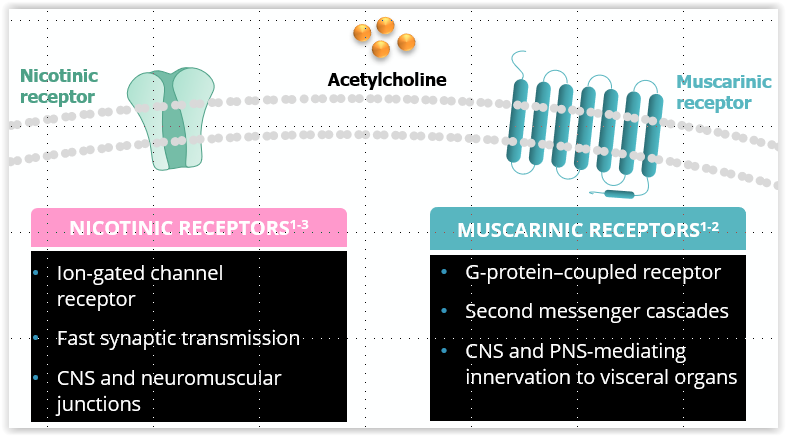 Nicotinic
receptor
Acetylcholine
Muscarinic
receptor
NICOTINIC RECEPTORS1-3
• Ion-gated channel
receptor
• Fast synaptic transmission
• CNS and neuromuscular
junctions
MUSCARINIC RECEPTORS1-2
• G-protein–coupled receptor
• Second messenger cascades
• CNS and PNS-mediating
innervation to visceral organs